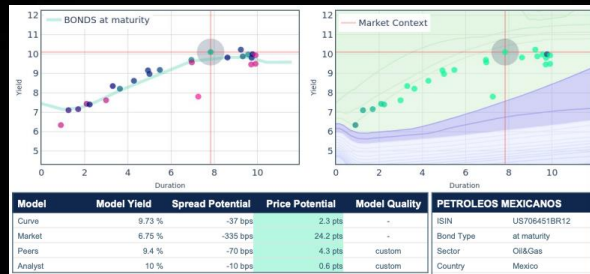 BONDS at maturity
Market Context
11
10
9
8
7
6
5
Yield
0 2 4 6 8 10
Duration
11
10
9
8
7
6
5
Yield
0 2 4 6 8 10
Duration
Model Model Yield Spread Potential Price Potential Model Quality
Curve 9.73 % -37 bps 2.3 pts -
Market 6.75 % -335 bps 24.2 pts -
Peers 9.4 % -70 bps 4.3 pts custom
Analyst 10 % -10 bps 0.6 pts custom
PETROLEOS MEXICANOS
ISIN US706451BR12
Bond Type at maturity
Sector Oil&Gas
Country Mexico